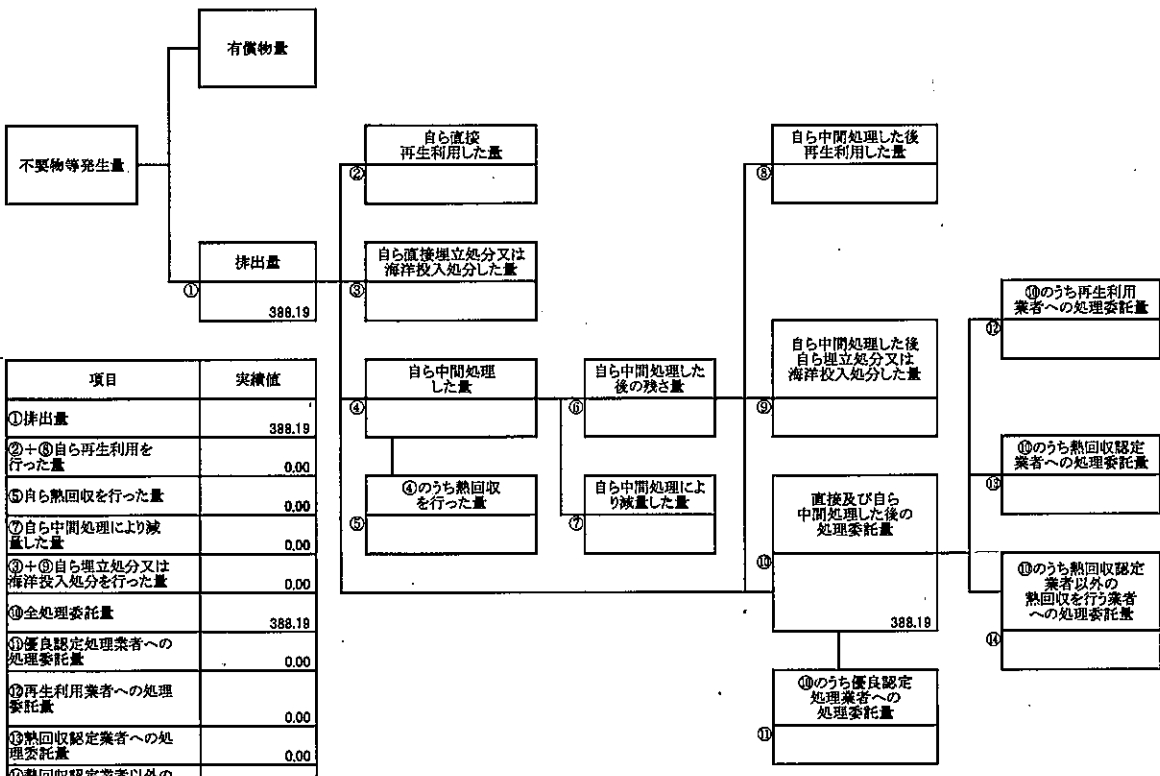 有償物量
不要物等発生量
排出量
①
388.19
自ら直接
再生利用した量
②
自ら直接埋立処分又は
海洋投入処分した量
③
自ら中間処理
した量
④
④のうち熱回収
を行った量
⑤
自ら中間処理した
後の残さ量
⑥
自ら中間処理によ
り減量した量
⑦
自ら中間処理した後
再生利用した量
⑧
自ら中間処理した後
自ら埋立処分又は
海洋投入処分した量
⑨
直接及び自ら
中間処理した後の
処理委託量
⑩
388.19
⑩のうち優良認定
処理業者への
処理委託量
⑪
⑩のうち再生利用
業者への処理委託量
⑫
⑩のうち熱回収認定
業者への処理委託量
⑬
⑩のうち熱回収認定
業者以外の
熱回収を行う業者
への処理委託量
⑭
項目 実績値
①排出量
388.19
②+⑧自ら再生利用を
行った量
0.00
⑤自ら熱回収を行った量
0.00
⑦自ら中間処理により減
量した量
0.00
③+⑨自ら埋立処分又は
海洋投入処分を行った量
0.00
⑩全処理委託量
388.19
⑪優良認定処理業者への
処理委託量
0.00
⑫再生利用業者への処理
委託量
0.00
⑬熱回収認定業者への処
理委託量
0.00
⑭熱回収認定業者以外の